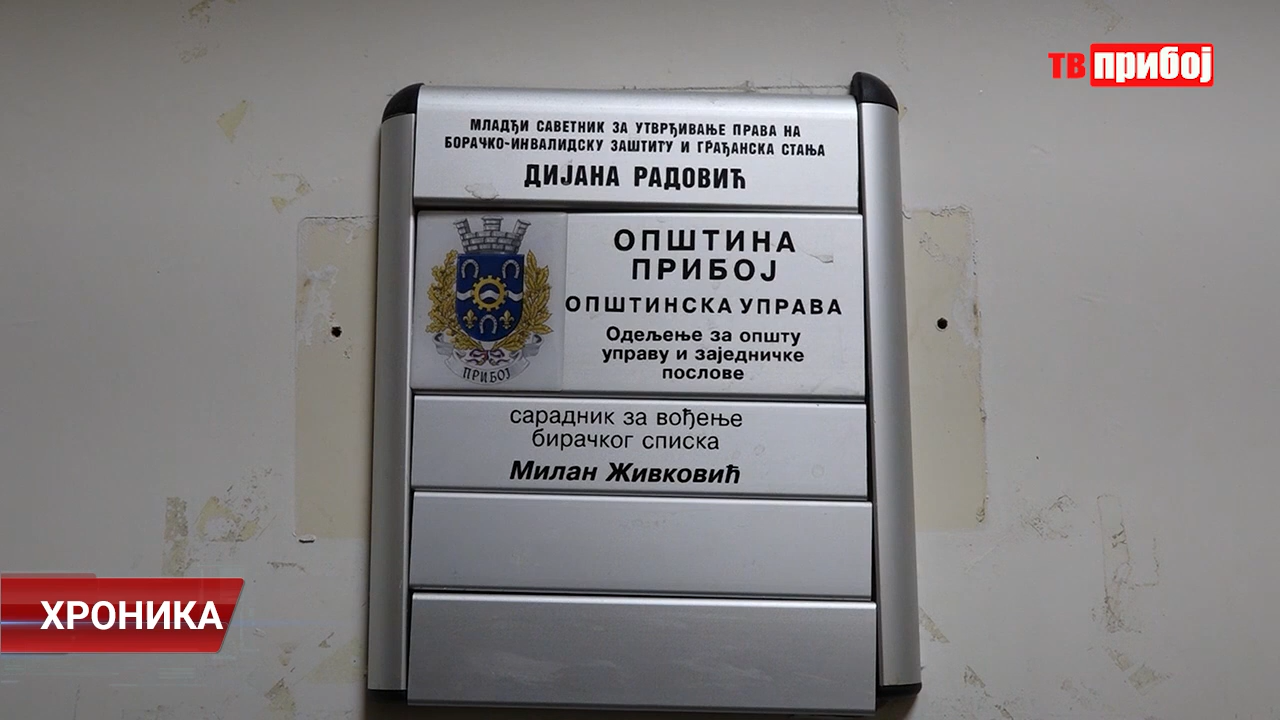 ТВ прибој
МЛАДЂИ САВЕТНИК ЗА УТВРЂИВАЊЕ ПРАВА НА
БОРАЧКО-ИНВАЛИДСКУ ЗАШТИТУ И ГРАЂАНСКА СТАЊА
ДИЈАНА РАДОВИЋ
ОПШТИНА
ПРИБОЈ
ОПШТИНСКА УПРАВА
Одељење за општу
управу и заједничке
послове
ПРИБОЈ
сарадник за вођење
бирачког списка
Милан Живковић
ХРОНИКА